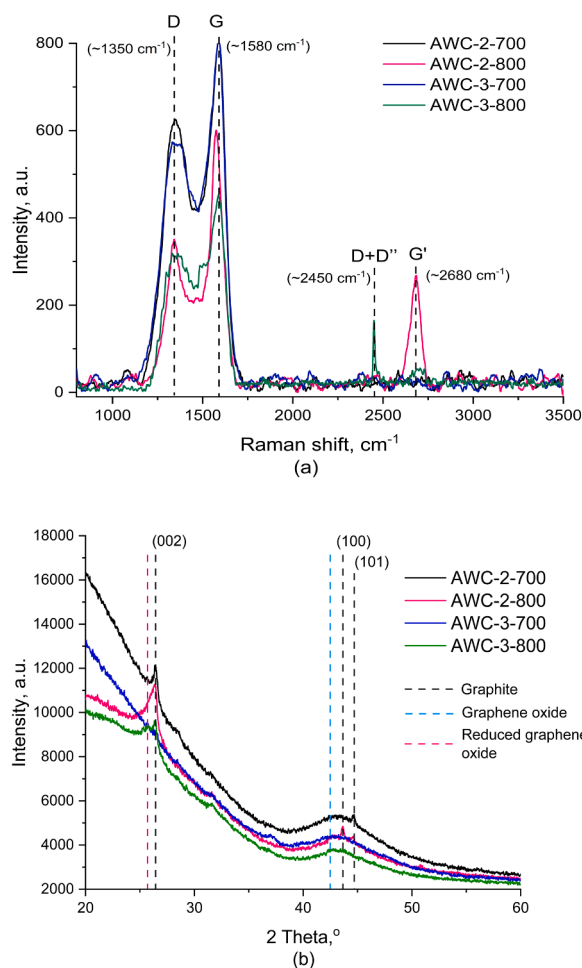 D G
(~1350 cm⁻¹) (~1580 cm⁻¹)
AWC-2-700
AWC-2-800
AWC-3-700
AWC-3-800
D+D’’ G'
(~2450 cm⁻¹) (~2680 cm⁻¹)
800
600
400
200
0
Intensity, a.u.
1000 1500 2000 2500 3000 3500
Raman shift, cm⁻¹
(a)
(002) (100)
(101)
AWC-2-700
AWC-2-800
AWC-3-700
AWC-3-800
Graphite
Graphene oxide
Reduced graphene
oxide
18000
16000
14000
12000
10000
8000
6000
4000
2000
Intensity, a.u.
20 30 40 50 60
2 Theta,°
(b)